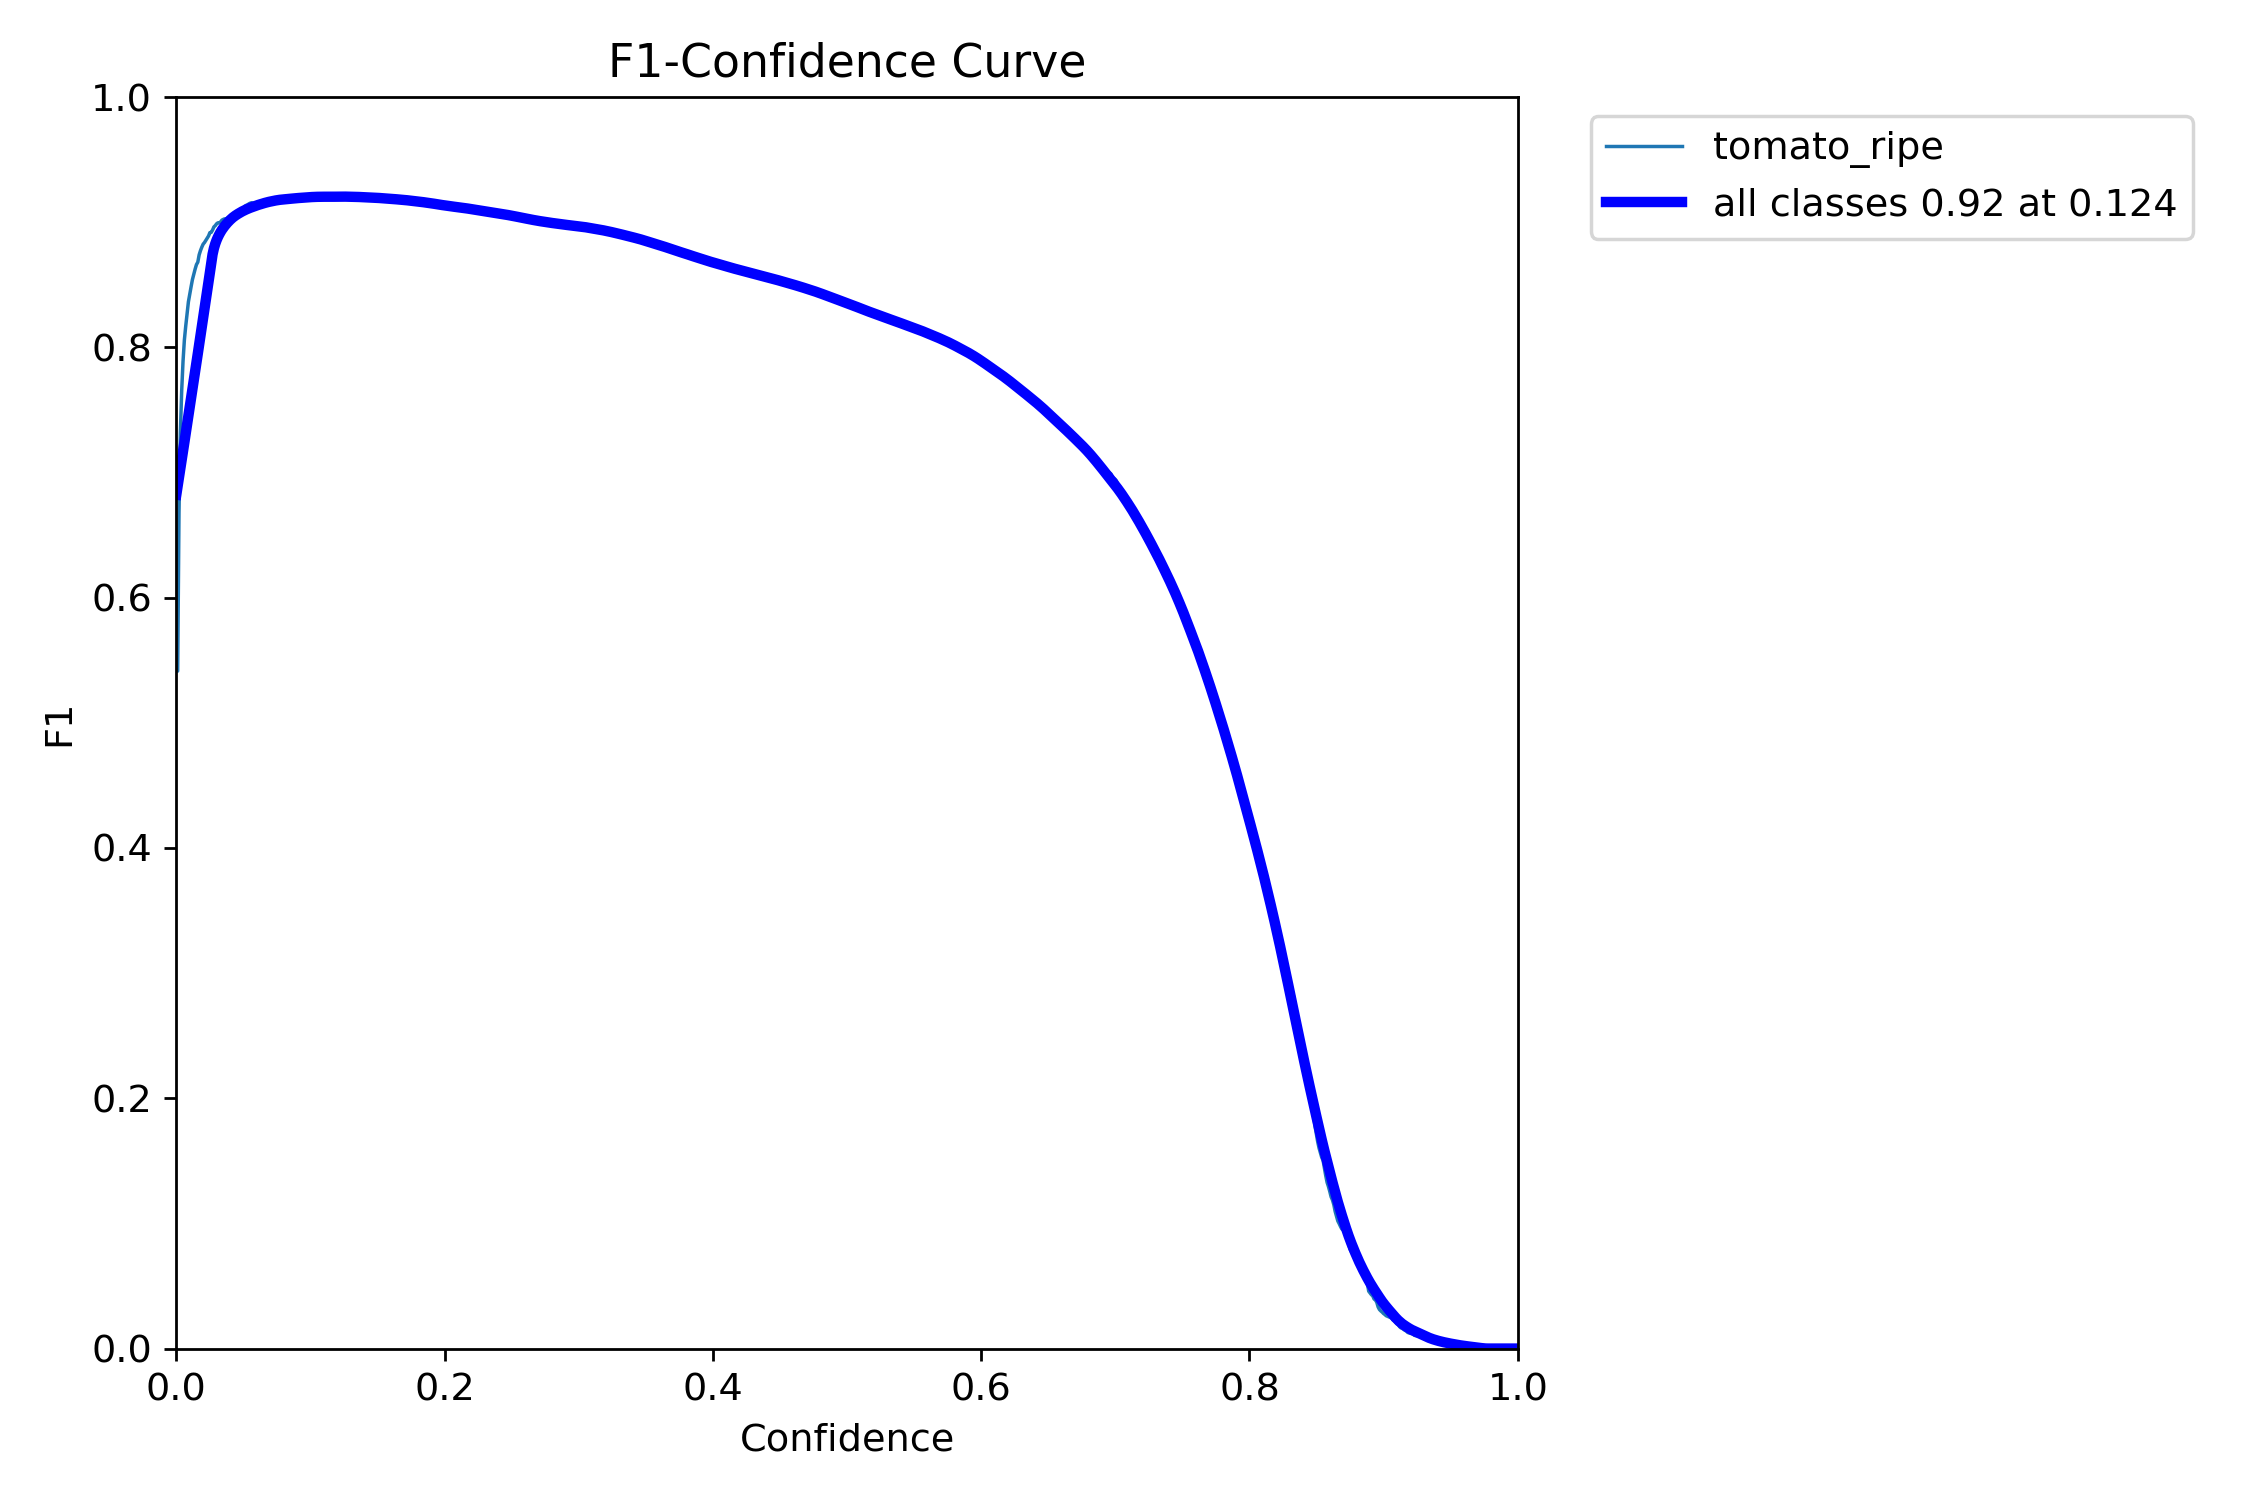 F1-Confidence Curve
1.0
0.8
0.6
0.4
0.2
0.0
F1
0.0 0.2 0.4 0.6 0.8 1.0
Confidence
tomato_ripe
all classes 0.92 at 0.124